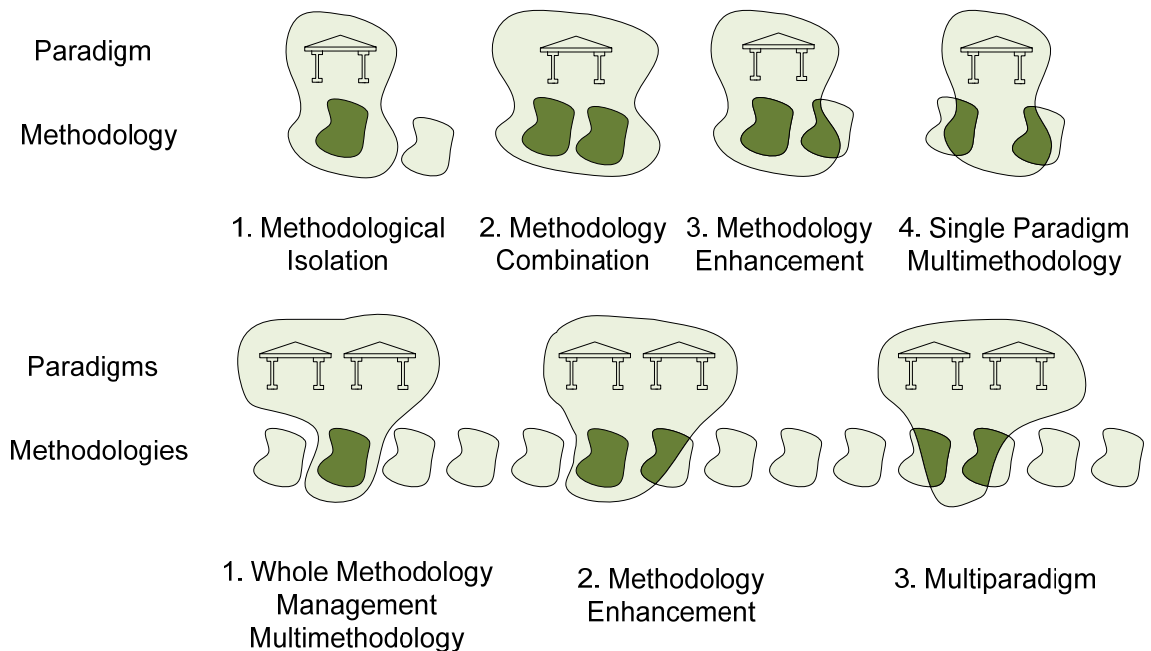 Paradigm
Methodology
1. Methodological
Isolation
2. Methodology
Combination
3. Methodology
Enhancement
4. Single Paradigm
Multimethodology
Paradigms
Methodologies
1. Whole Methodology
Management
Multimethodology
2. Methodology
Enhancement
3. Multiparadigm